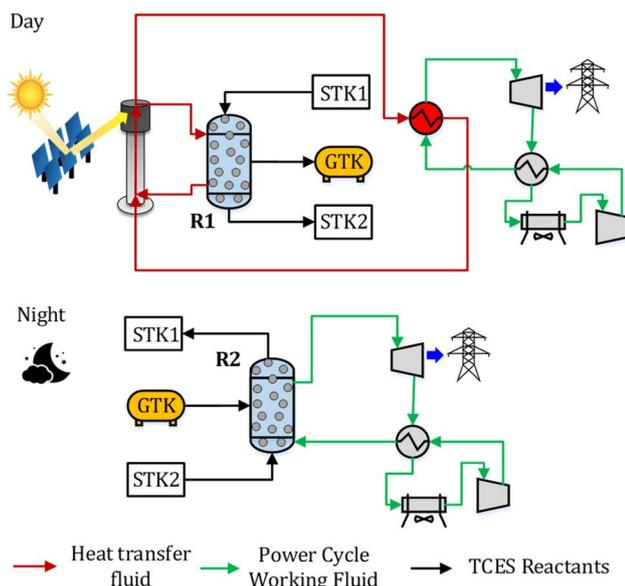 Day
STK1
GTK
R1
STK2
Night
STK1
R2
GTK
STK2
Heat transfer
fluid
Power Cycle
Working Fluid
TCES Reactants